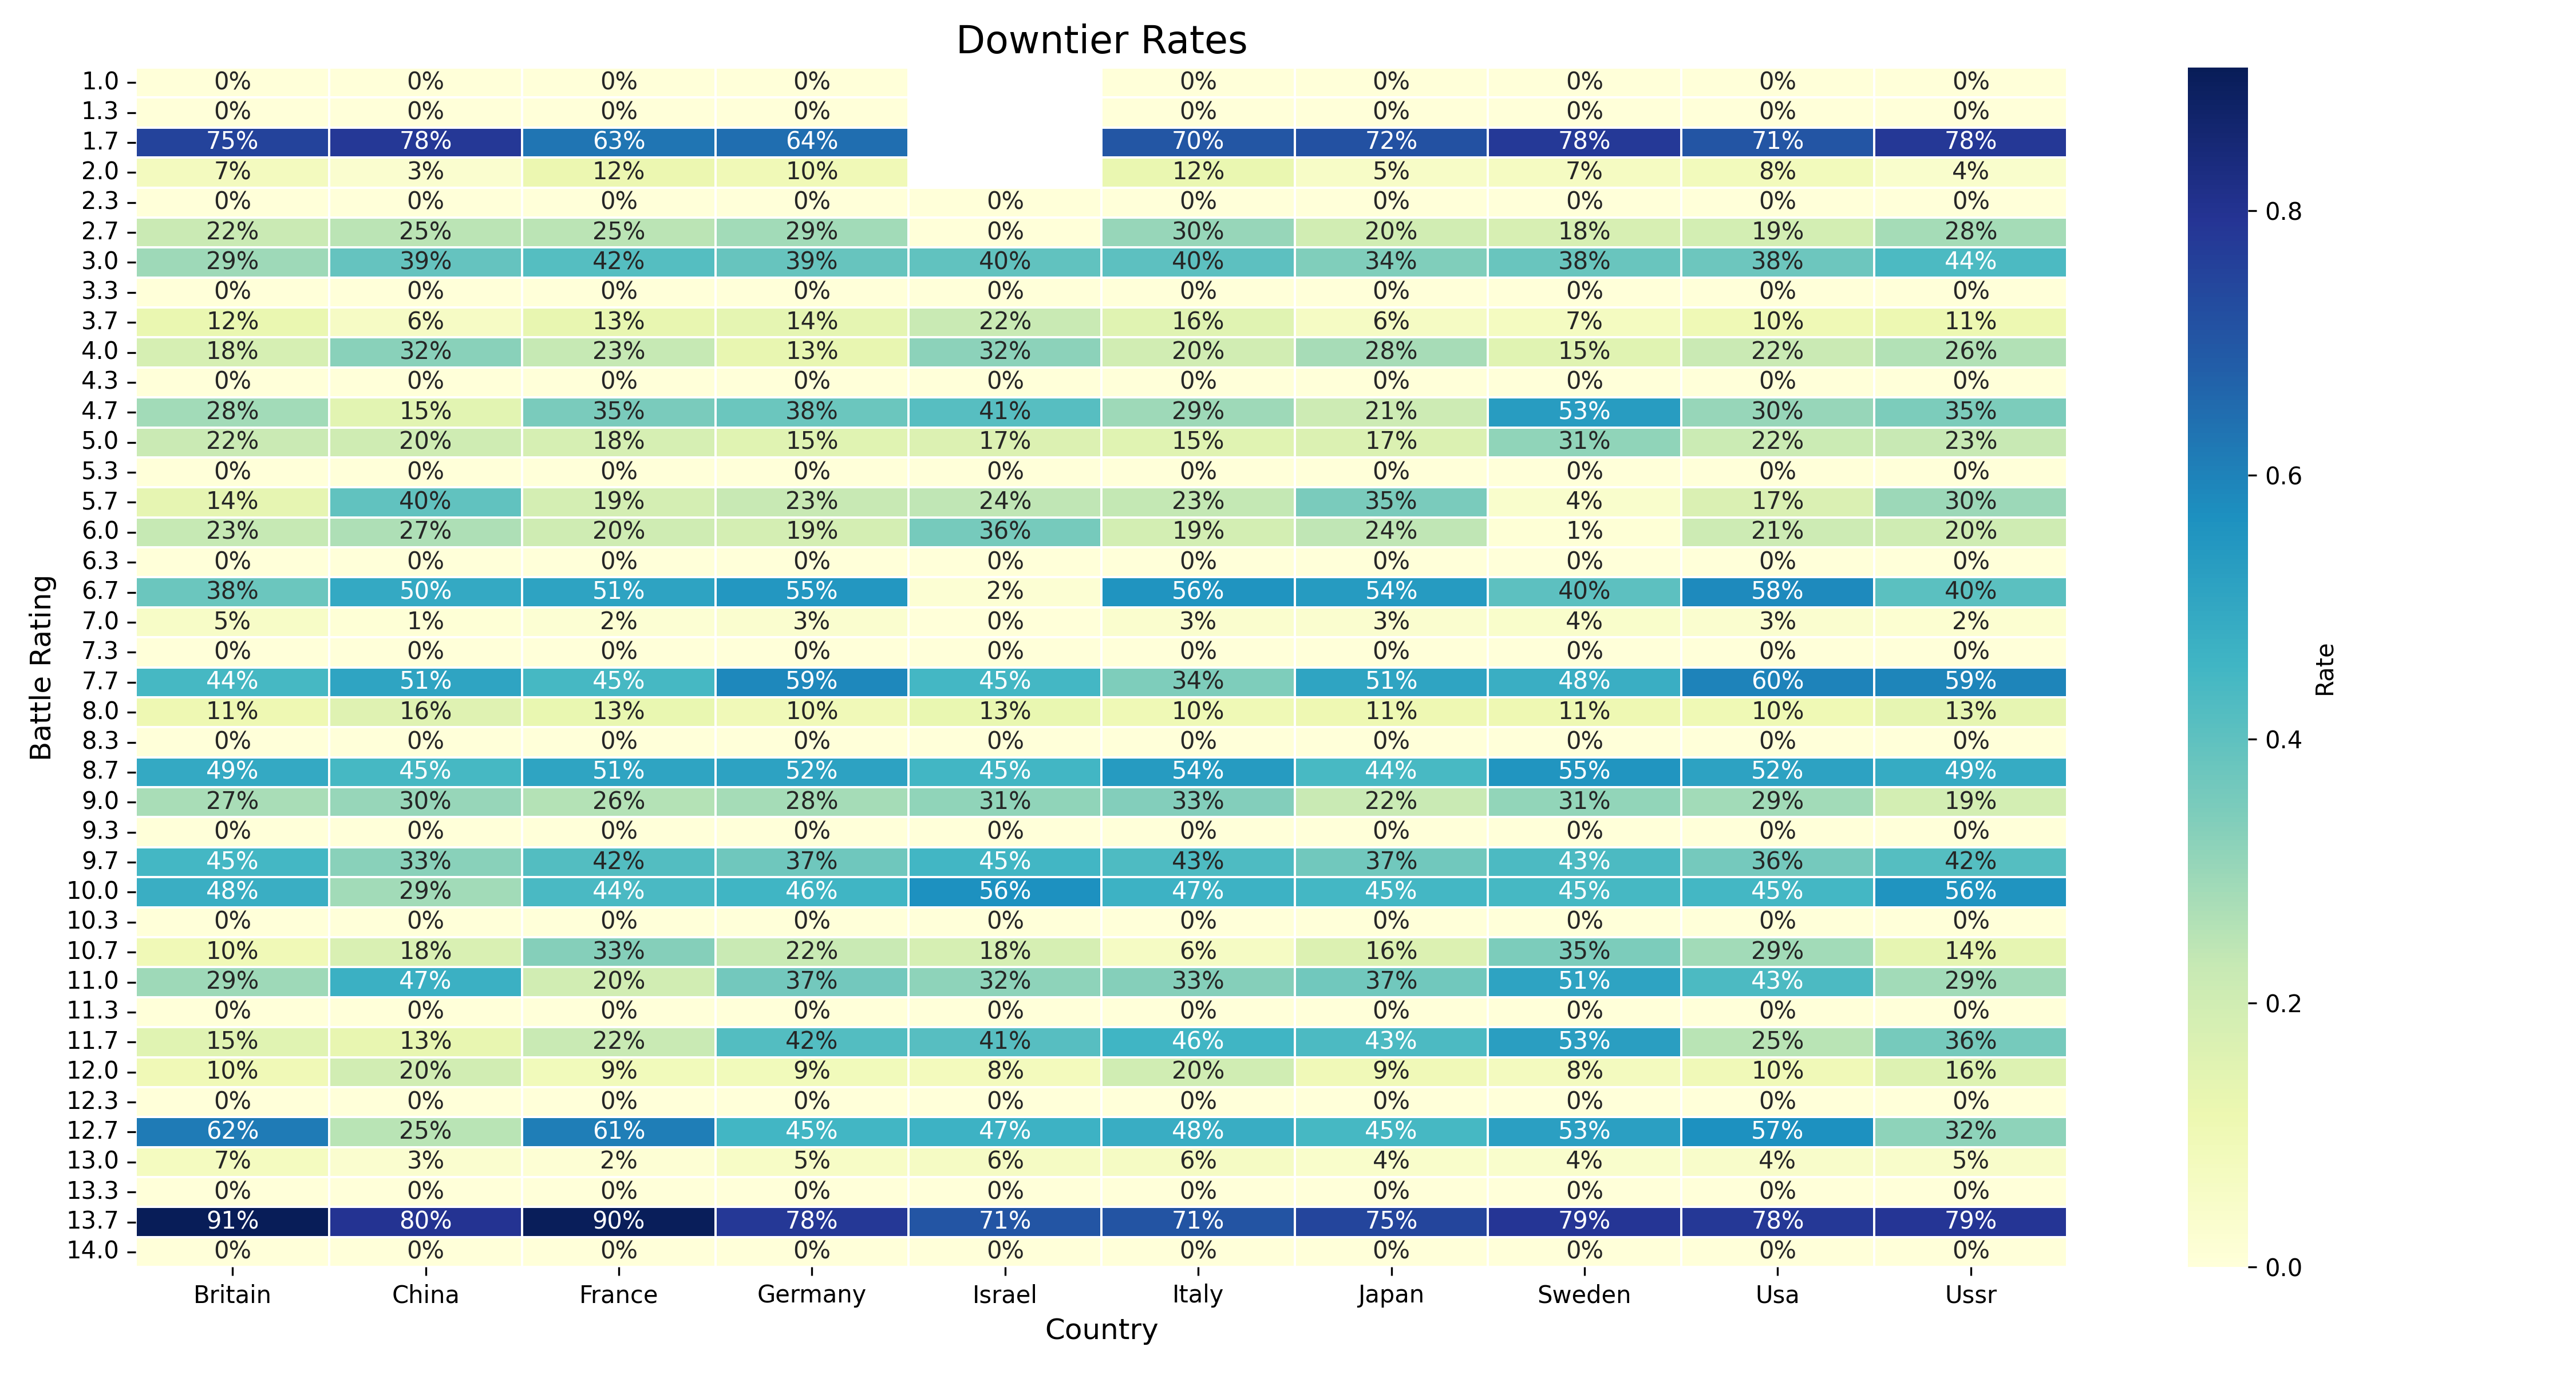 Downtier Rates
1.0 0% 0% 0% 0% 0% 0% 0% 0% 0%
1.3 0% 0% 0% 0% 0% 0% 0% 0% 0%
1.7 75% 78% 63% 64% 70% 72% 78% 71% 78%
2.0 7% 3% 12% 10% 12% 5% 7% 8% 4%
2.3 0% 0% 0% 0% 0% 0% 0% 0% 0% 0%
2.7 22% 25% 25% 29% 0% 30% 20% 18% 19% 28%
3.0 29% 39% 42% 39% 40% 40% 34% 38% 38% 44%
3.3 0% 0% 0% 0% 0% 0% 0% 0% 0% 0%
3.7 12% 6% 13% 14% 22% 16% 6% 7% 10% 11%
4.0 18% 32% 23% 13% 32% 20% 28% 15% 22% 26%
4.3 0% 0% 0% 0% 0% 0% 0% 0% 0% 0%
4.7 28% 15% 35% 38% 41% 29% 21% 53% 30% 35%
5.0 22% 20% 18% 15% 17% 15% 17% 31% 22% 23%
5.3 0% 0% 0% 0% 0% 0% 0% 0% 0% 0%
5.7 14% 40% 19% 23% 24% 23% 35% 4% 17% 30%
6.0 23% 27% 20% 19% 36% 19% 24% 1% 21% 20%
6.3 0% 0% 0% 0% 0% 0% 0% 0% 0% 0%
6.7 38% 50% 51% 55% 2% 56% 54% 40% 58% 40%
7.0 5% 1% 2% 3% 0% 3% 3% 4% 3% 2%
7.3 0% 0% 0% 0% 0% 0% 0% 0% 0% 0%
7.7 44% 51% 45% 59% 45% 34% 51% 48% 60% 59%
8.0 11% 16% 13% 10% 13% 10% 11% 11% 10% 13%
8.3 0% 0% 0% 0% 0% 0% 0% 0% 0% 0%
8.7 49% 45% 51% 52% 45% 54% 44% 55% 52% 49%
9.0 27% 30% 26% 28% 31% 33% 22% 31% 29% 19%
9.3 0% 0% 0% 0% 0% 0% 0% 0% 0% 0%
9.7 45% 33% 42% 37% 45% 43% 37% 43% 36% 42%
10.0 48% 29% 44% 46% 56% 47% 45% 45% 45% 56%
10.3 0% 0% 0% 0% 0% 0% 0% 0% 0% 0%
10.7 10% 18% 33% 22% 18% 6% 16% 35% 29% 14%
11.0 29% 47% 20% 37% 32% 33% 37% 51% 43% 29%
11.3 0% 0% 0% 0% 0% 0% 0% 0% 0% 0%
11.7 15% 13% 22% 42% 41% 46% 43% 53% 25% 36%
12.0 10% 20% 9% 9% 8% 20% 9% 8% 10% 16%
12.3 0% 0% 0% 0% 0% 0% 0% 0% 0% 0%
12.7 62% 25% 61% 45% 47% 48% 45% 53% 57% 32%
13.0 7% 3% 2% 5% 6% 6% 4% 4% 4% 5%
13.3 0% 0% 0% 0% 0% 0% 0% 0% 0% 0%
13.7 91% 80% 90% 78% 71% 71% 75% 79% 78% 79%
14.0 0% 0% 0% 0% 0% 0% 0% 0% 0% 0%
Britain China France Germany Israel Italy Japan Sweden Usa Ussr
Country
Battle Rating
0.8
0.6
0.4
0.2
0.0
Rate